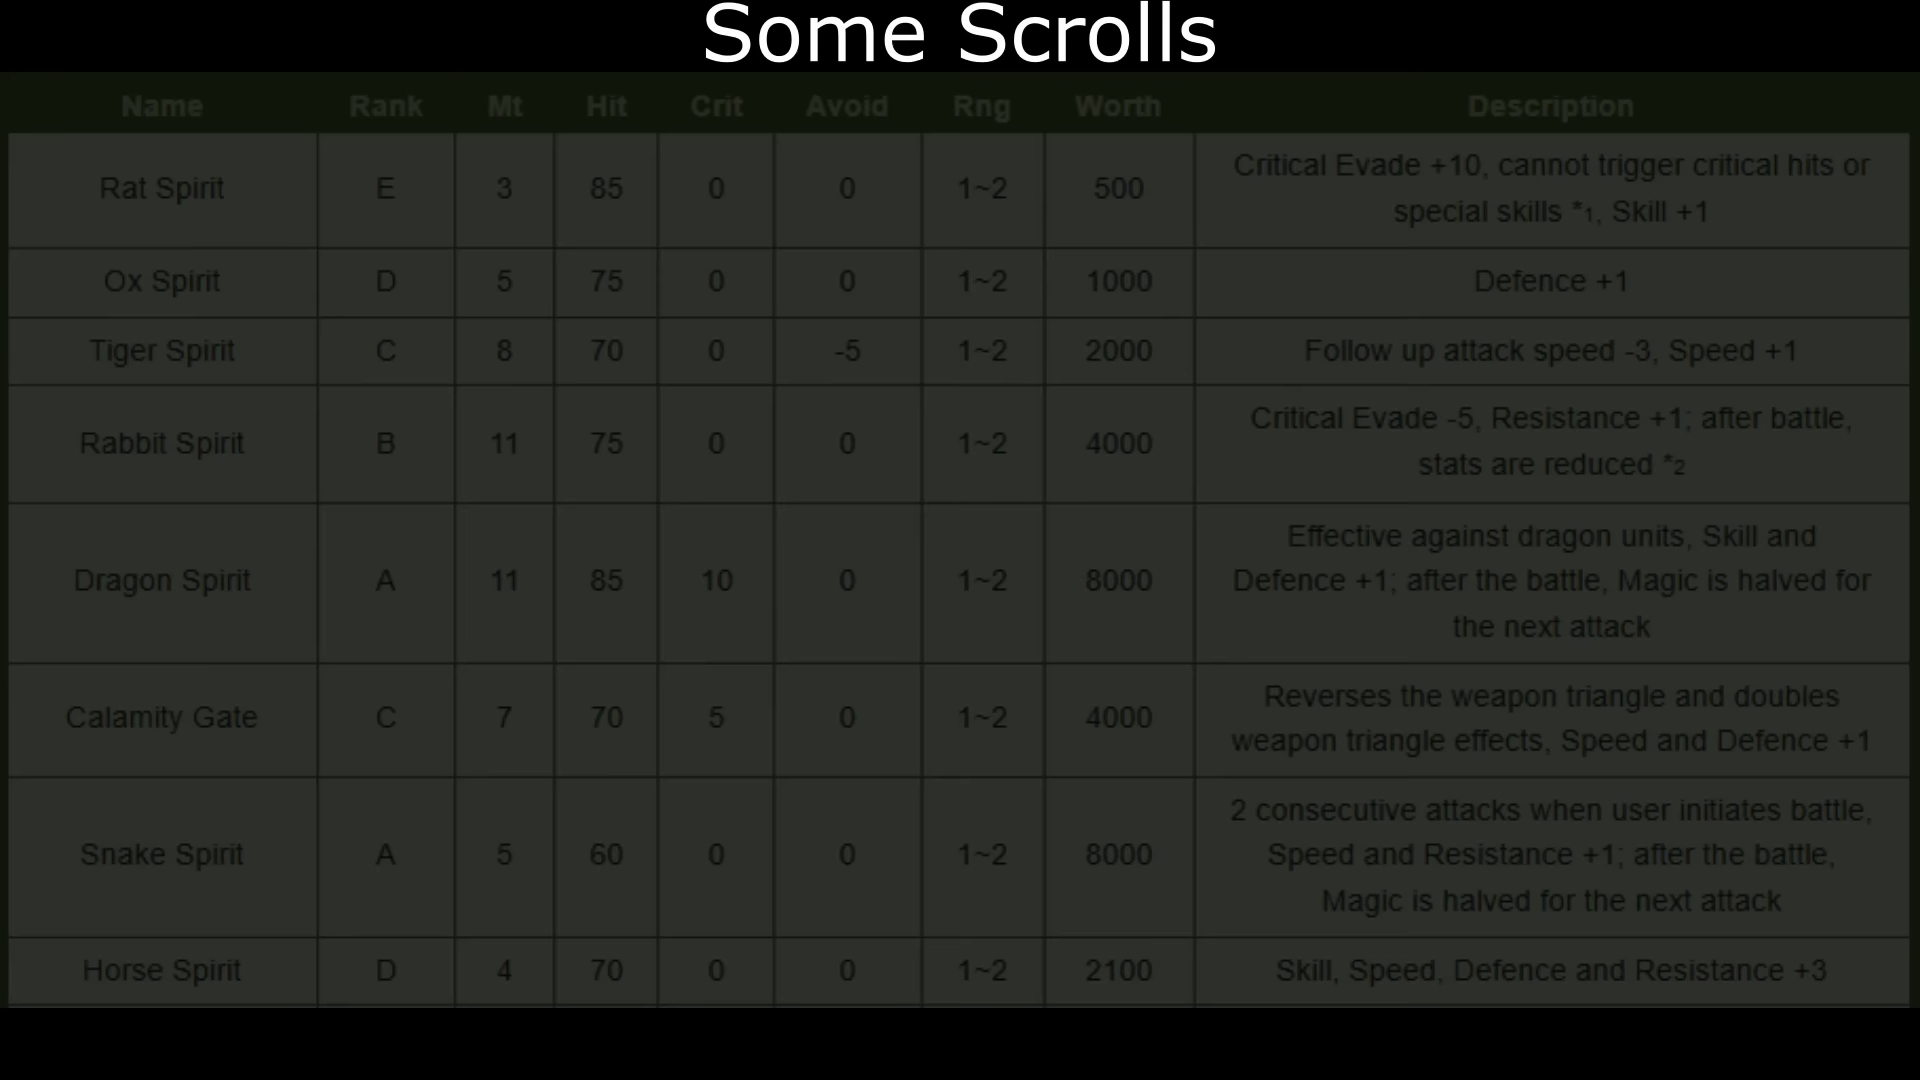 Some Scrolls
Name Rank Mt Hit Crit Avoid Rng Worth Description
Rat Spirit E 3 85 0 0 1~2 500 Critical Evade +10, cannot trigger critical hits or
special skills *1, Skill +1
Ox Spirit D 5 75 0 0 1~2 1000 Defence +1
Tiger Spirit C 8 70 0 -5 1~2 2000 Follow up attack speed -3, Speed +1
Rabbit Spirit B 11 75 0 0 1~2 4000 Critical Evade -5, Resistance +1; after battle,
stats are reduced *2
Dragon Spirit A 11 85 10 0 1~2 8000 Effective against dragon units, Skill and
Defence +1; after the battle, Magic is halved for
the next attack
Calamity Gate C 7 70 5 0 1~2 4000 Reverses the weapon triangle and doubles
weapon triangle effects, Speed and Defence +1
Snake Spirit A 5 60 0 0 1~2 8000 2 consecutive attacks when user initiates battle,
Speed and Resistance +1; after the battle,
Magic is halved for the next attack
Horse Spirit D 4 70 0 0 1~2 2100 Skill, Speed, Defence and Resistance +3